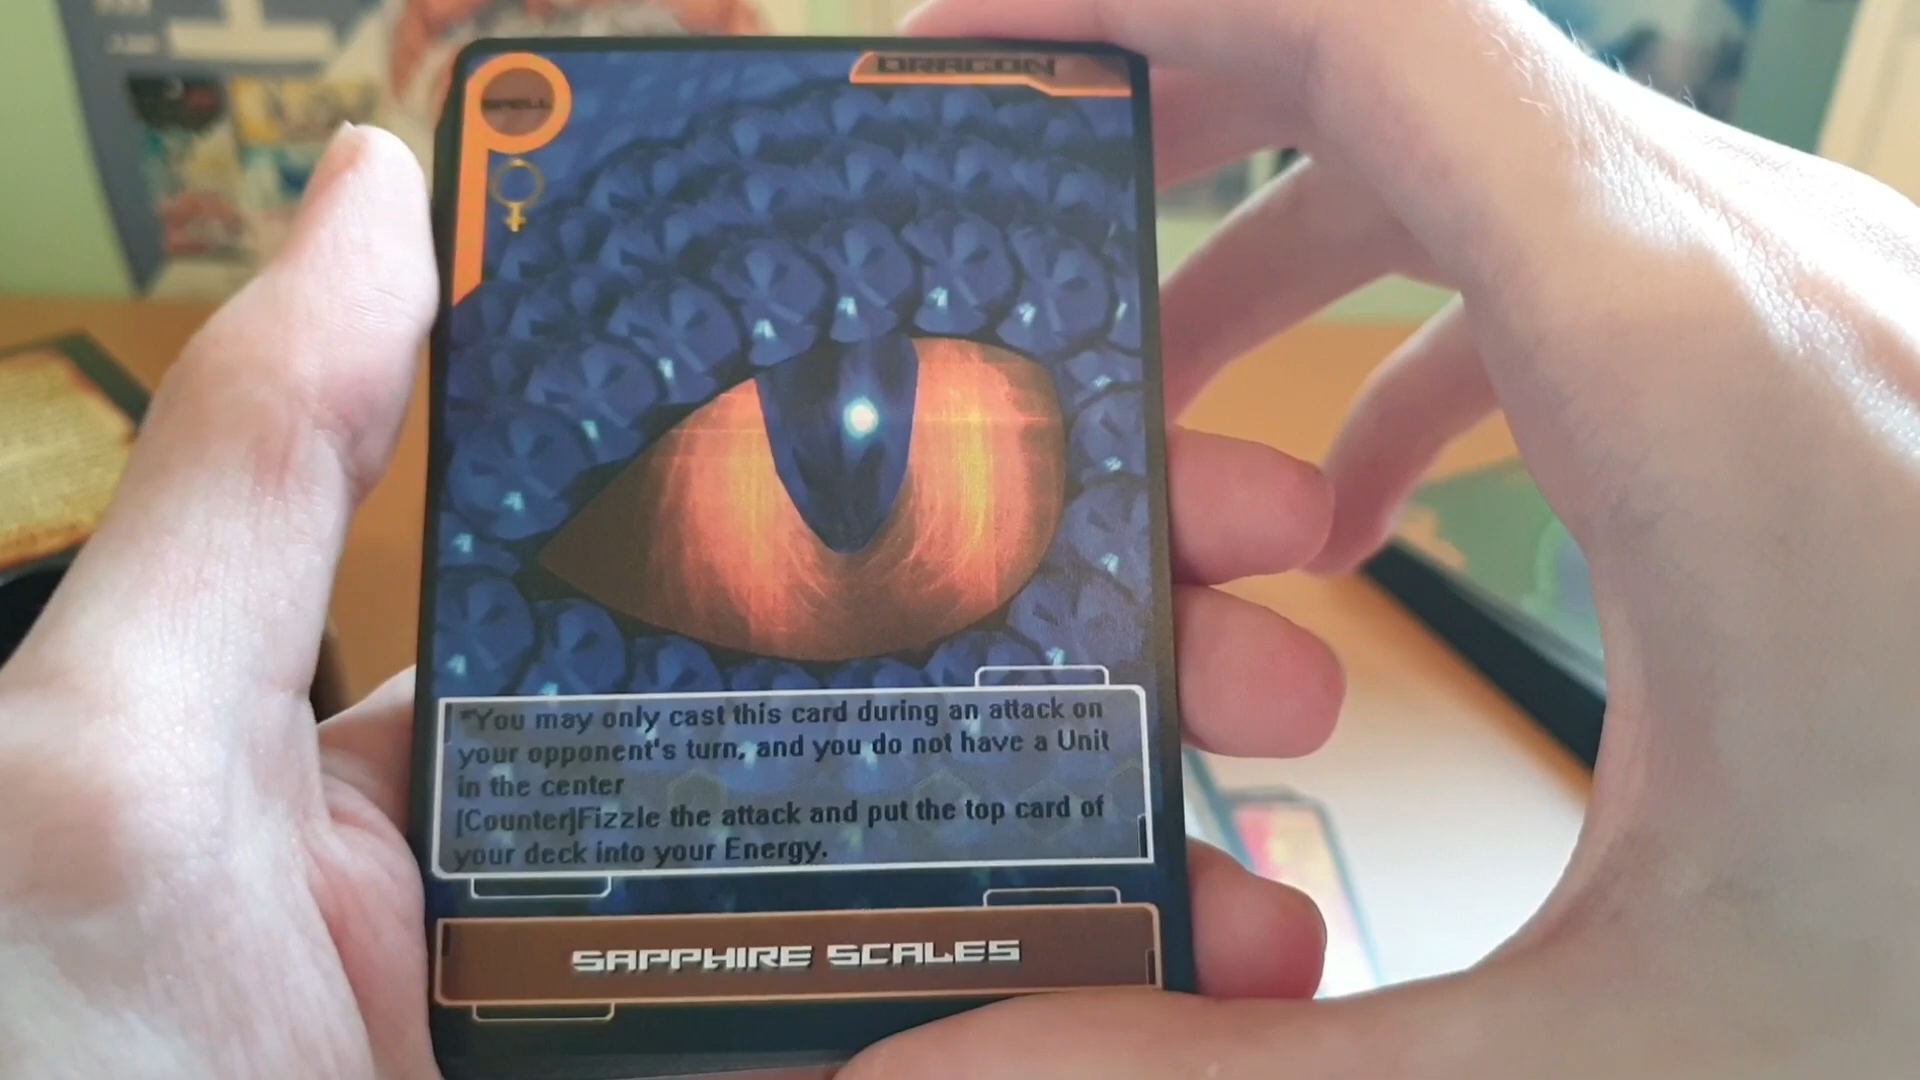 SPELL
DRAGON
"You may only cast this card during an attack on
your opponent's turn, and you do not have a Unit
in the center
[Counter]Fizzle the attack and put the top card of
your deck into your Energy.
SAPPHIRE SCALES